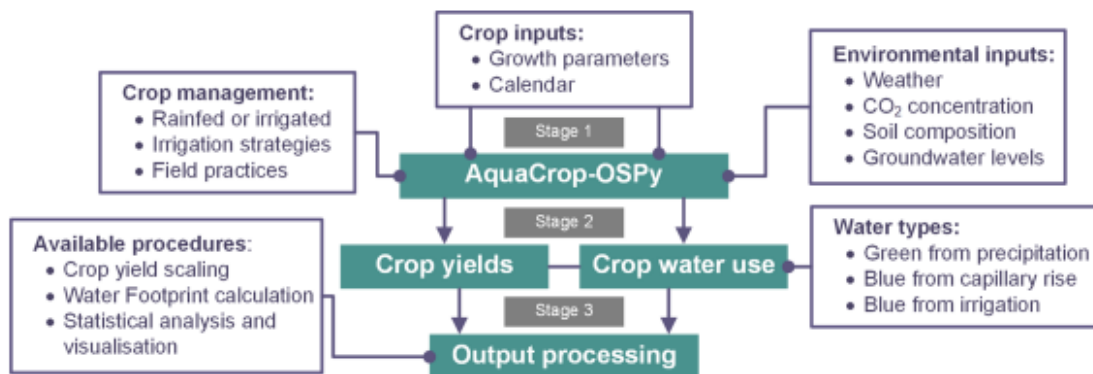 Crop inputs:
• Growth parameters
• Calendar
Crop management:
• Rainfed or irrigated
• Irrigation strategies
• Field practices
Environmental inputs:
• Weather
• CO₂ concentration
• Soil composition
• Groundwater levels
Stage 1
AquaCrop-OSPy
Stage 2
Available procedures:
• Crop yield scaling
• Water Footprint calculation
• Statistical analysis and
visualisation
Crop yields
Crop water use
Water types:
• Green from precipitation
• Blue from capillary rise
• Blue from irrigation
Stage 3
Output processing